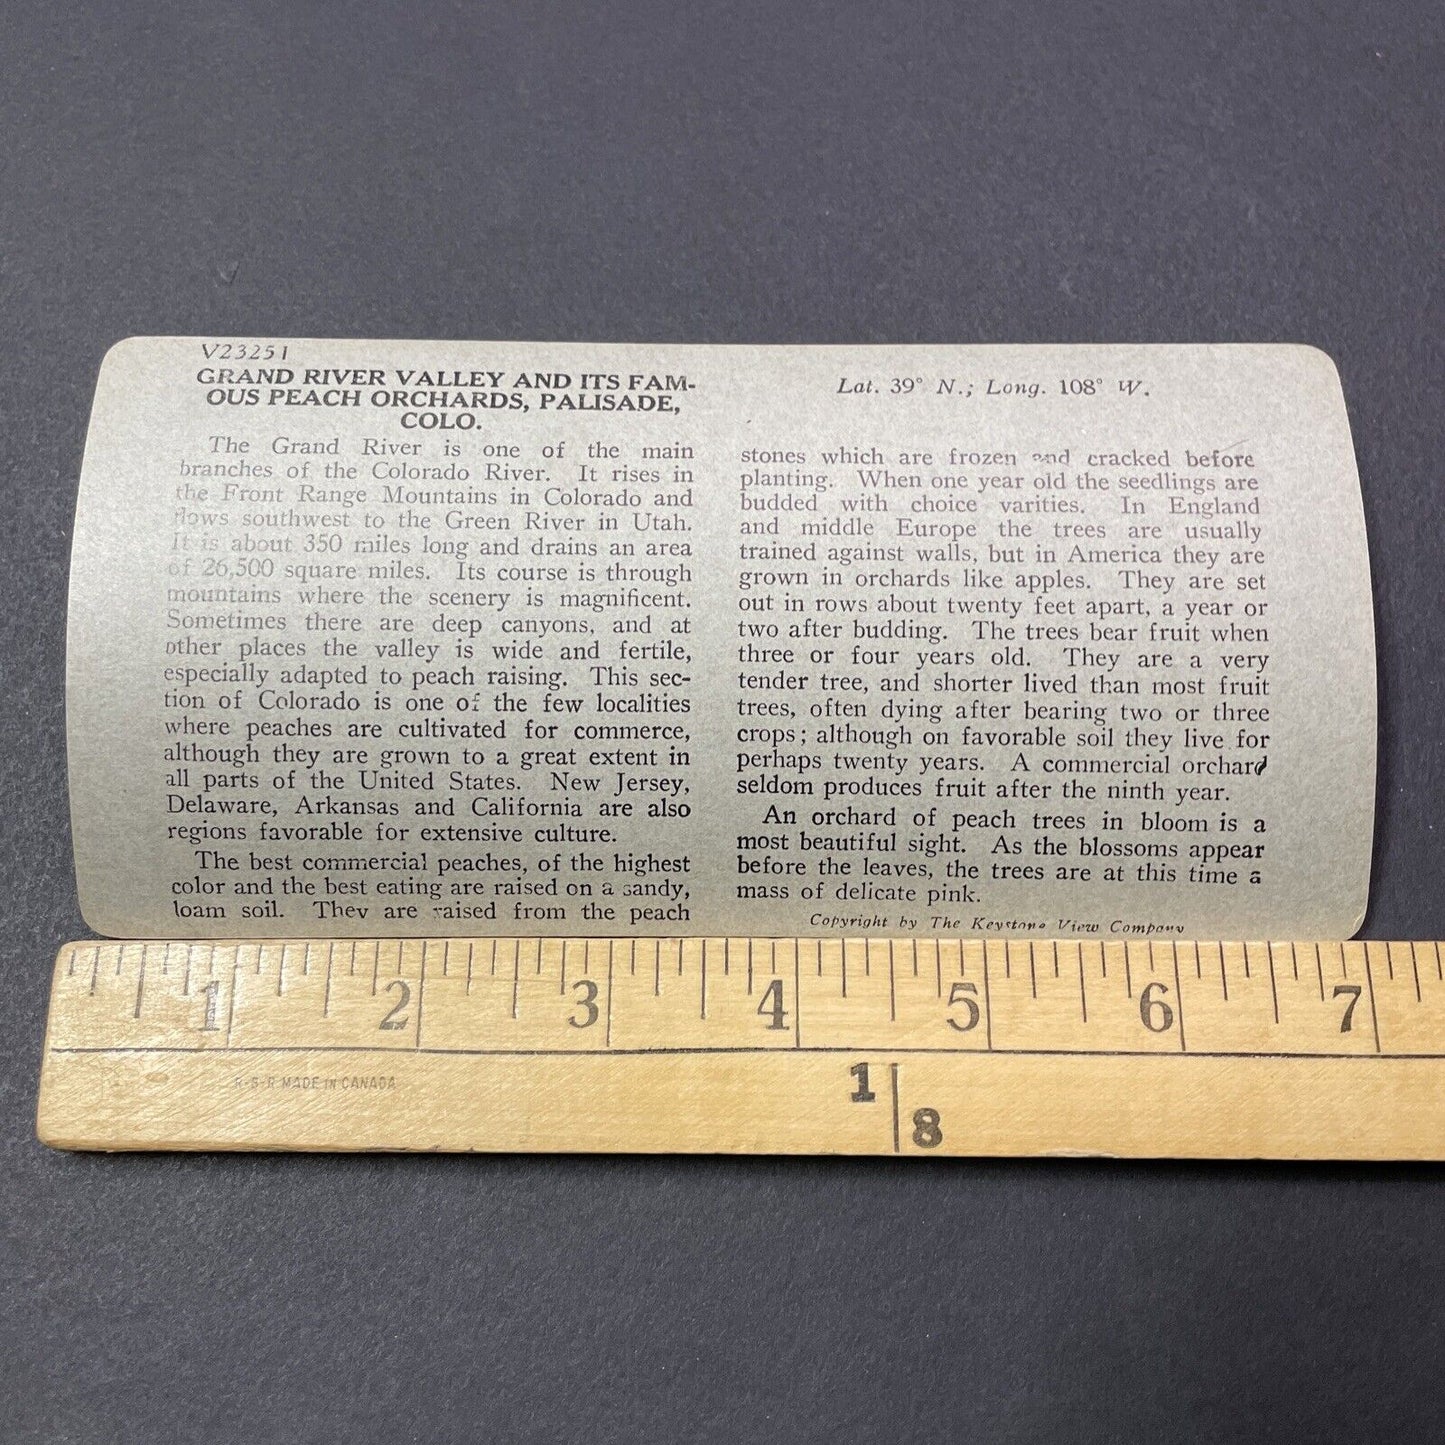 V23251
GRAND RIVER VALLEY AND ITS FAM-
OUS PEACH ORCHARDS, PALISADE,
COLO.
The Grand River is one of the main
branches of the Colorado River. It rises in
the Front Range Mountains in Colorado and
flows southwest to the Green River in Utah.
It is about 350 miles long and drains an area
of 26,500 square miles. Its course is through
mountains where the scenery is magnificent.
Sometimes there are deep canyons, and at
other places the valley is wide and fertile,
especially adapted to peach raising. This sec-
tion of Colorado is one of the few localities
where peaches are cultivated for commerce,
although they are grown to a great extent in
all parts of the United States. New Jersey,
Delaware, Arkansas and California are also
regions favorable for extensive culture.
The best commercial peaches, of the highest
color and the best eating are raised on a sandy,
loam soil. They are raised from the peach
Lat. 39° N.; Long. 108° W.
stones which are frozen and cracked before
planting. When one year old the seedlings are
budded with choice varities. In England
and middle Europe the trees are usually
trained against walls, but in America they are
grown in orchards like apples. They are set
out in rows about twenty feet apart, a year or
two after budding. The trees bear fruit when
three or four years old. They are a very
tender tree, and shorter lived than most fruit
trees, often dying after bearing two or three
crops; although on favorable soil they live for
perhaps twenty years. A commercial orchard
seldom produces fruit after the ninth year.
An orchard of peach trees in bloom is a
most beautiful sight. As the blossoms appear
before the leaves, the trees are at this time a
mass of delicate pink.
Copyright by The Keystone View Company
1 2 3 4 5 6 7
R-B-R MADE IN CANADA
1
8